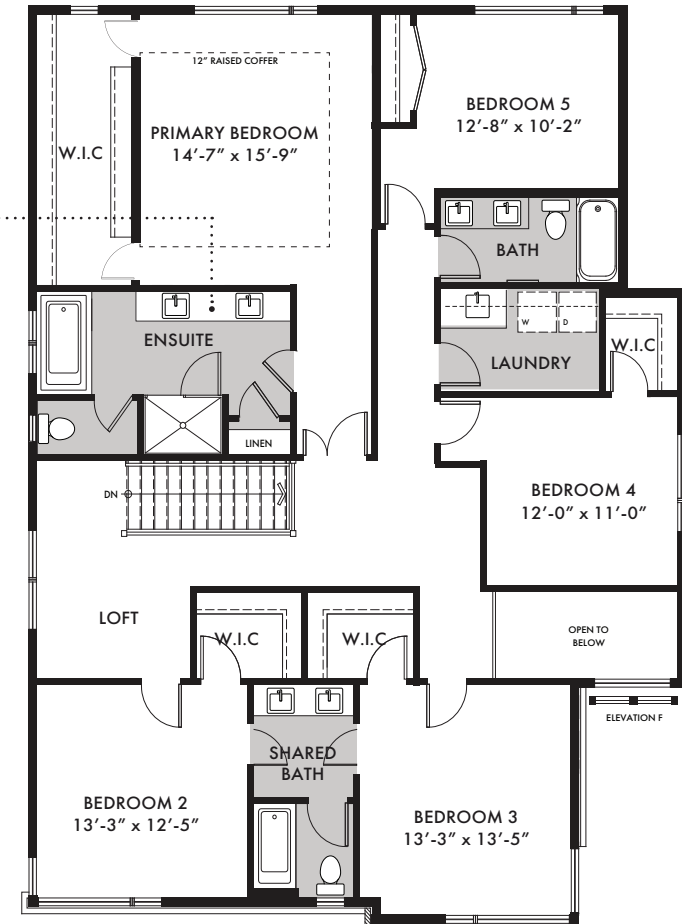 12” RAISED COFFER
PRIMARY BEDROOM
14’-7” x 15’-9”
W.I.C
BEDROOM 5
12’-8” x 10’-2”
BATH
ENSUITE
LINEN
W
D
LAUNDRY
W.I.C
DN
BEDROOM 4
12’-0” x 11’-0”
LOFT
W.I.C
W.I.C
OPEN TO
BELOW
ELEVATION F
SHARED
BATH
BEDROOM 2
13’-3” x 12’-5”
BEDROOM 3
13’-3” x 13’-5”